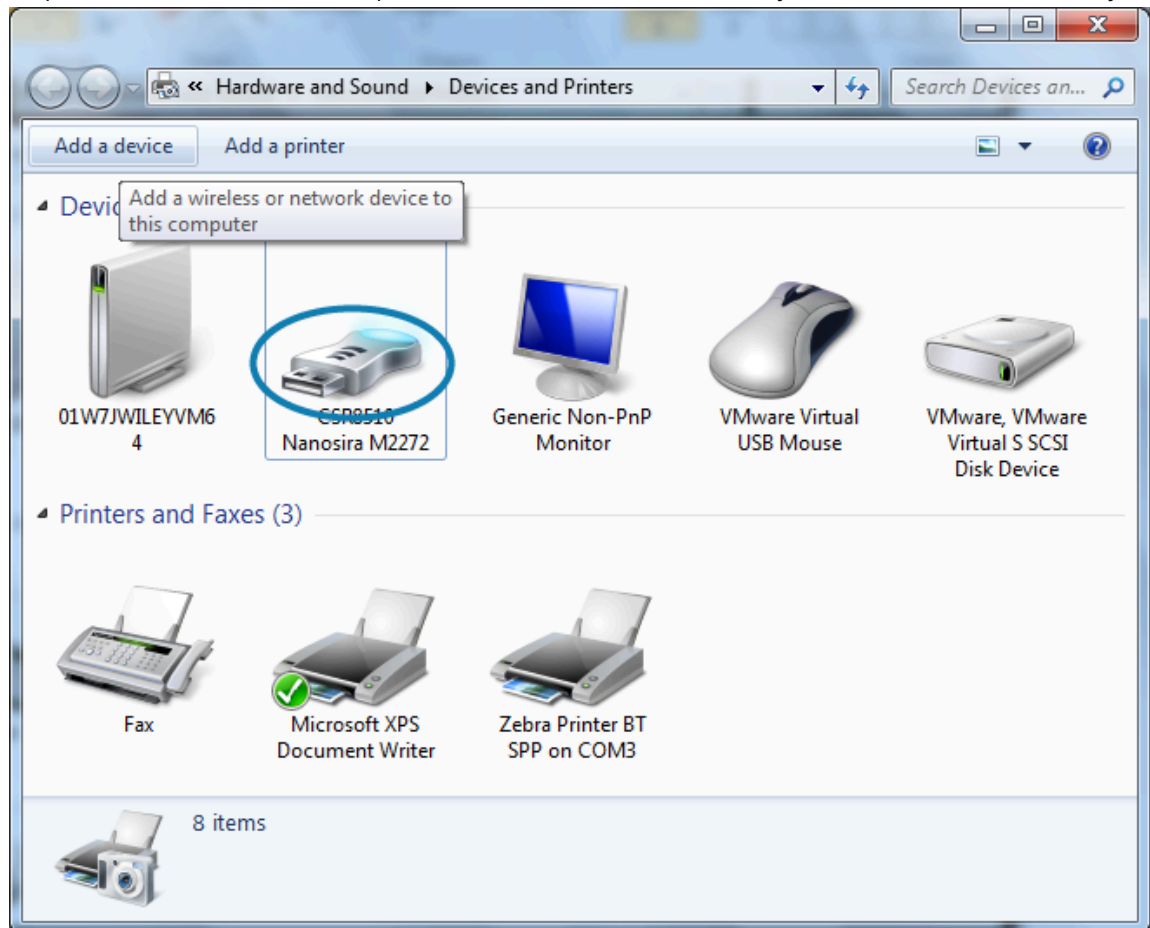 « Hardware and Sound ▸ Devices and Printers
Search Devices an...
Add a device Add a printer
Add a wireless or network device to
this computer
01W7JWILEYVM6
4
CSR8510
Nanosira M2272
Generic Non-PnP
Monitor
VMware Virtual
USB Mouse
VMware, VMware
Virtual S SCSI
Disk Device
Printers and Faxes (3)
Fax
Microsoft XPS
Document Writer
Zebra Printer BT
SPP on COM3
8 items